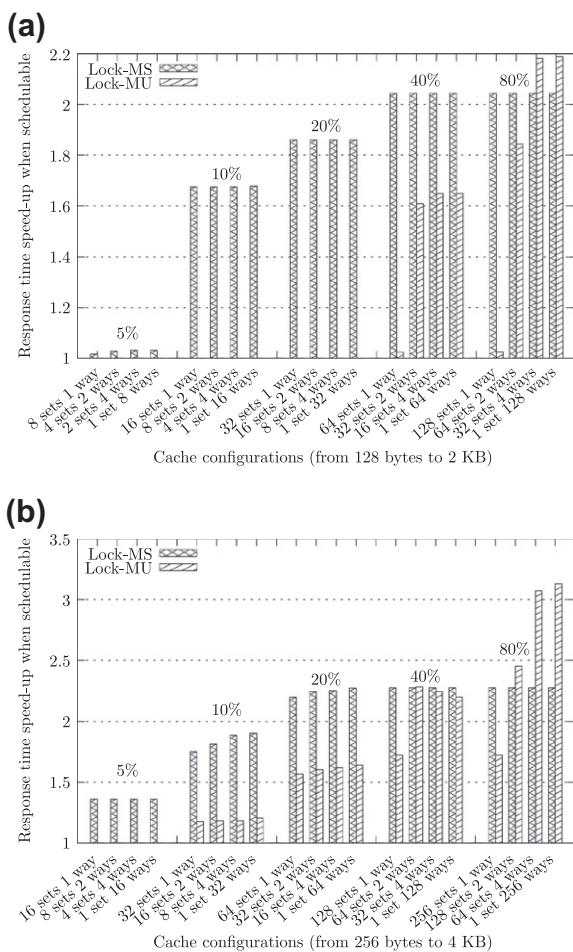 (a)
2.2
2
1.8
1.6
1.4
1.2
1
Response time speed-up when schedulable
Lock-MS
Lock-MU
5%
10%
20%
40%
80%
8 sets 1 way
4 sets 2 ways
2 sets 4 ways
1 set 8 ways
16 sets 1 way
8 sets 2 ways
4 sets 4 ways
1 set 16 ways
32 sets 1 way
16 sets 2 ways
8 sets 4 ways
1 set 32 ways
64 sets 1 way
32 sets 2 ways
16 sets 4 ways
1 set 64 ways
128 sets 1 way
64 sets 2 ways
32 sets 4 ways
1 set 128 ways
Cache configurations (from 128 bytes to 2 KB)
(b)
3.5
3
2.5
2
1.5
1
Response time speed-up when schedulable
Lock-MS
Lock-MU
5%
10%
20%
40%
80%
16 sets 1 way
8 sets 2 ways
4 sets 4 ways
1 set 16 ways
32 sets 1 way
16 sets 2 ways
8 sets 4 ways
1 set 32 ways
64 sets 1 way
32 sets 2 ways
16 sets 4 ways
1 set 64 ways
128 sets 1 way
64 sets 2 ways
32 sets 4 ways
1 set 128 ways
256 sets 1 way
128 sets 2 ways
64 sets 4 ways
1 set 256 ways
Cache configurations (from 256 bytes to 4 KB)